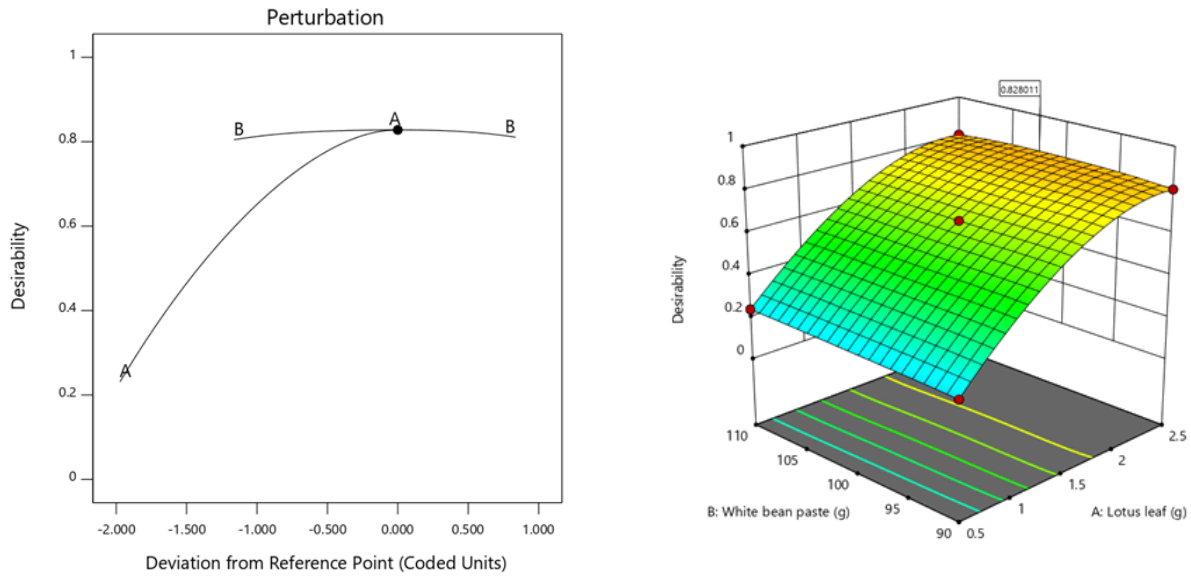 Perturbation
1
0.8
0.6
0.4
0.2
0
Desirability
B
A
B
A
-2.000 -1.500 -1.000 -0.500 0.000 0.500 1.000
Deviation from Reference Point (Coded Units)
0.828011
1
0.8
0.6
0.4
0.2
0
Desirability
110
105
100
95
90
0.5
1
1.5
2
2.5
B: White bean paste (g)
A: Lotus leaf (g)